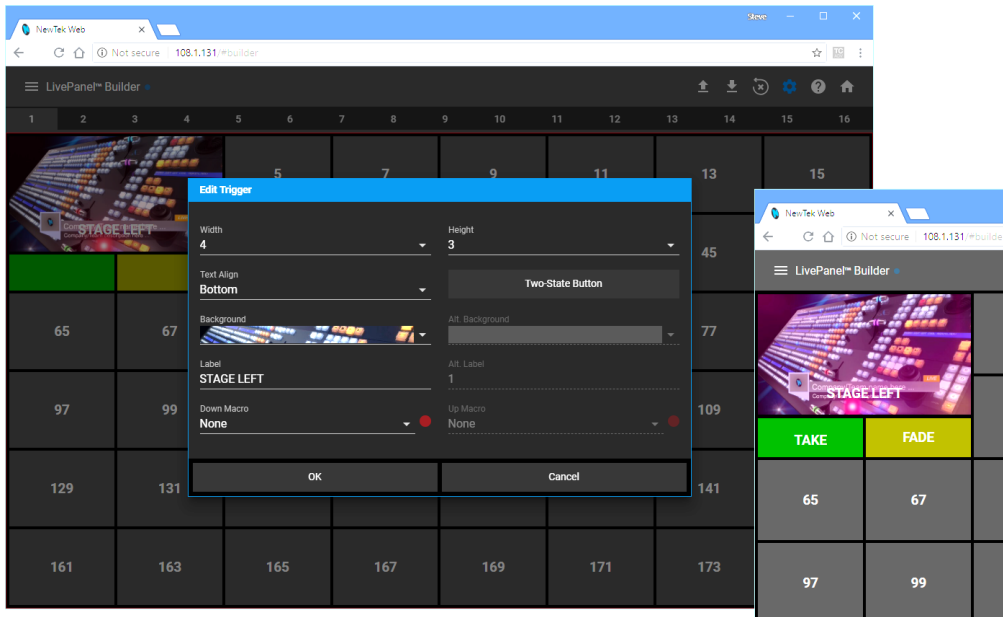 Steve
NewTek Web
Not secure 108.1.131/#builder
LivePanel™ Builder
1 2 3 4 5 6 7 8 9 10 11 12 13 14 15 16
5 7 9 11 13 15
STAGE LEFT
45
65 67 77
97 99 109
129 131 141
161 163 165 167 169 171 173
Edit Trigger
Width
4
Height
3
Text Align
Bottom
Two-State Button
Background
Alt. Background
Label
STAGE LEFT
Alt. Label
1
Down Macro
None
Up Macro
None
OK
Cancel
NewTek Web
Not secure 108.1.131/#builde
LivePanel™ Builder
LIVE
Company/Team name here
STAGE LEFT
TAKE FADE
65 67
97 99